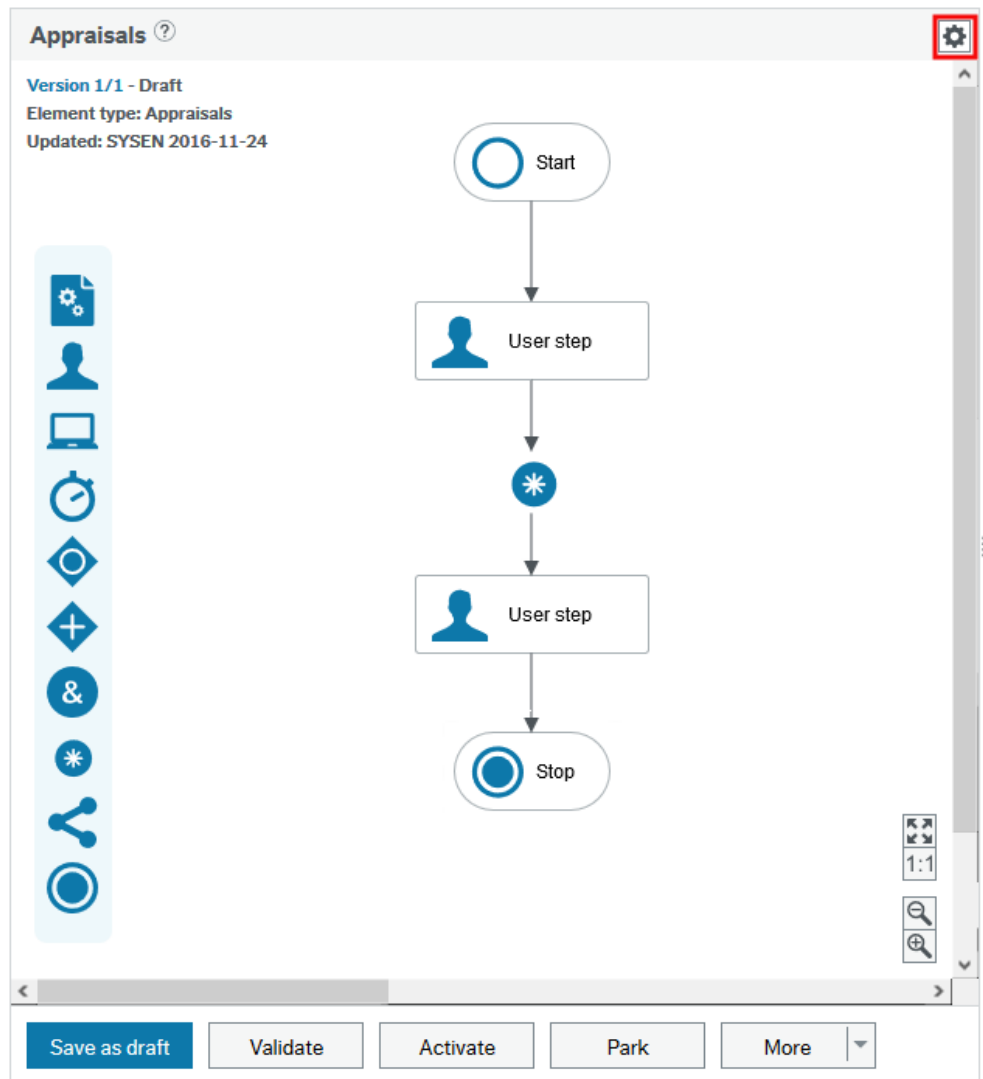 Appraisals ?
Version 1/1 - Draft
Element type: Appraisals
Updated: SYSEN 2016-11-24
Start
User step
User step
&
Stop
1:1
Save as draft
Validate
Activate
Park
More